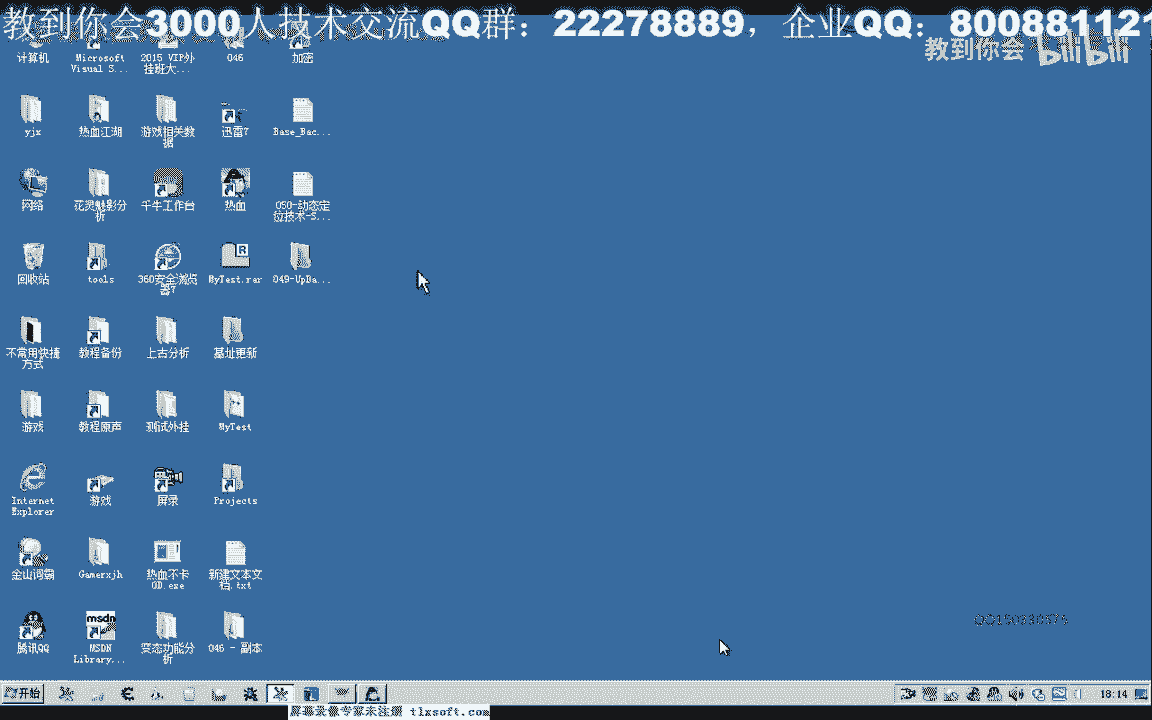 教到你会3000人技术交流QQ群：22278889，企业QQ：800881121
教到你会 bilibili
计算机
Microsoft
Visual S...
2015 VIP外
挂班大...
046
加密
yjx
热血江湖
游戏相关数
据
迅雷7
Base_Bac...
网络
花灵魅影分
析
千牛工作台
热血
050-动态定
位技术-S...
回收站
tools
360安全浏览
器7
MyTest.rar
049-UpDa...
不常用快捷
方式
教程备份
上古分析
基址更新
游戏
教程原声
测试外挂
MyTest
Internet
Explorer
游戏
屏录
Projects
金山词霸
Gamerxjh
热血不卡
OD.exe
新建文本文
档.txt
腾讯QQ
msdn
MSDN
Library...
变态功能分
析
046 - 副本
开始
18:14
屏幕录像专家未注册 tlxsoft.com